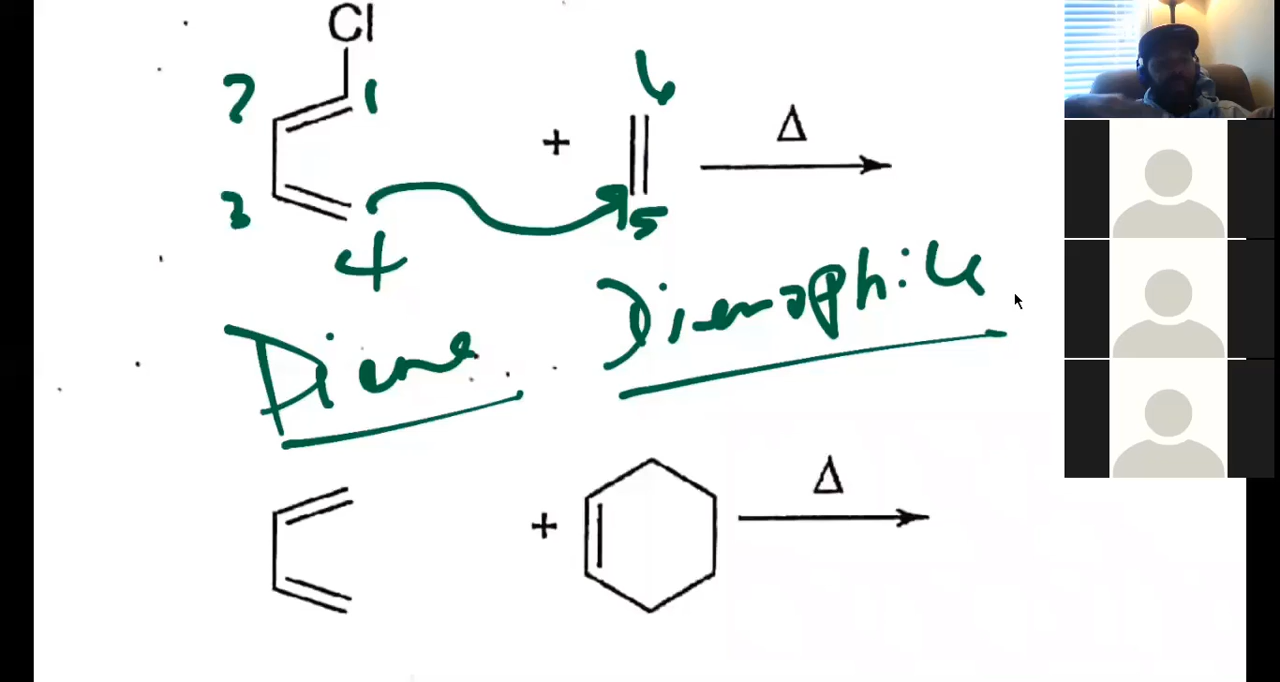 Cl
2 1 6
+ Δ
3 5
4
Diene Dienophile
Δ
+